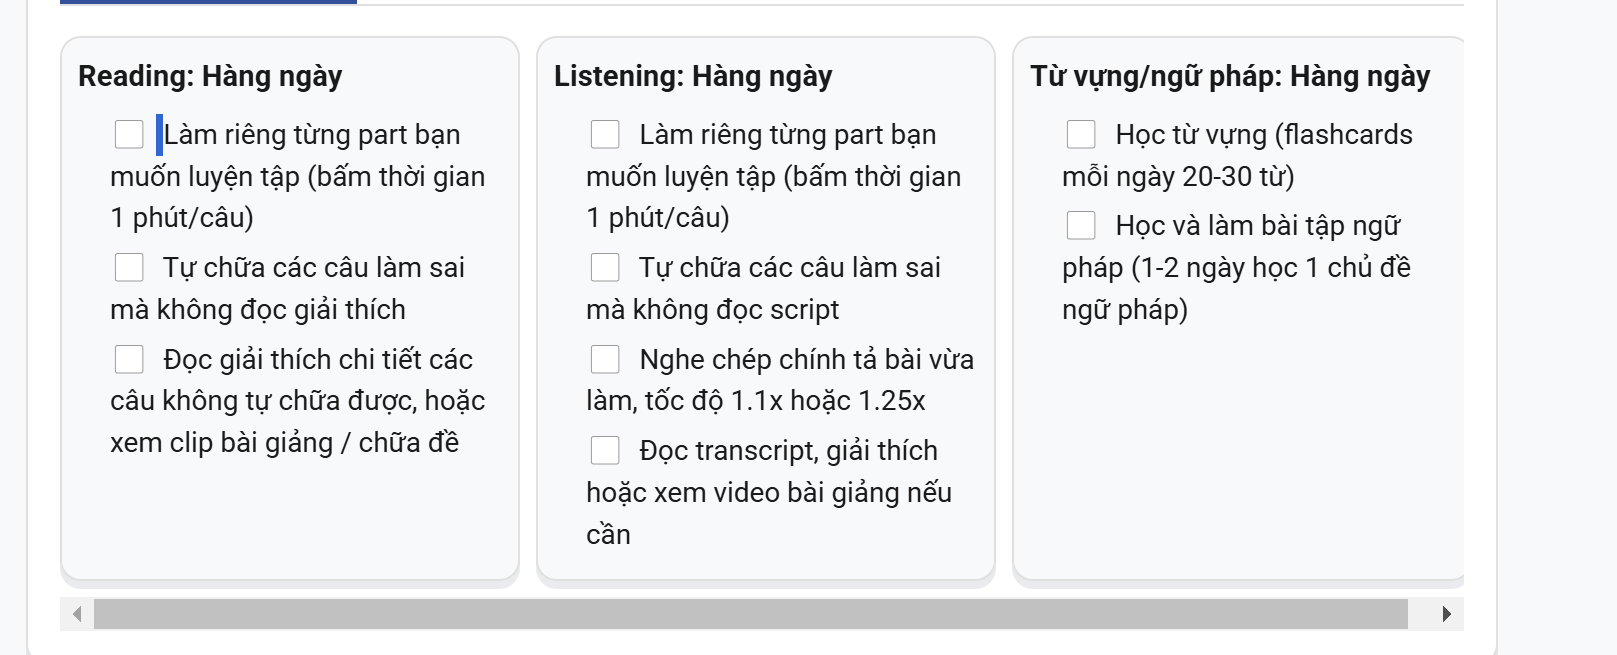 Reading: Hàng ngày
Làm riêng từng part bạn
muốn luyện tập (bấm thời gian
1 phút/câu)
Tự chữa các câu làm sai
mà không đọc giải thích
Đọc giải thích chi tiết các
câu không tự chữa được, hoặc
xem clip bài giảng / chữa đề
Listening: Hàng ngày
Làm riêng từng part bạn
muốn luyện tập (bấm thời gian
1 phút/câu)
Tự chữa các câu làm sai
mà không đọc script
Nghe chép chính tả bài vừa
làm, tốc độ 1.1x hoặc 1.25x
Đọc transcript, giải thích
hoặc xem video bài giảng nếu
cần
Từ vựng/ngữ pháp: Hàng ngày
Học từ vựng (flashcards
mỗi ngày 20-30 từ)
Học và làm bài tập ngữ
pháp (1-2 ngày học 1 chủ đề
ngữ pháp)